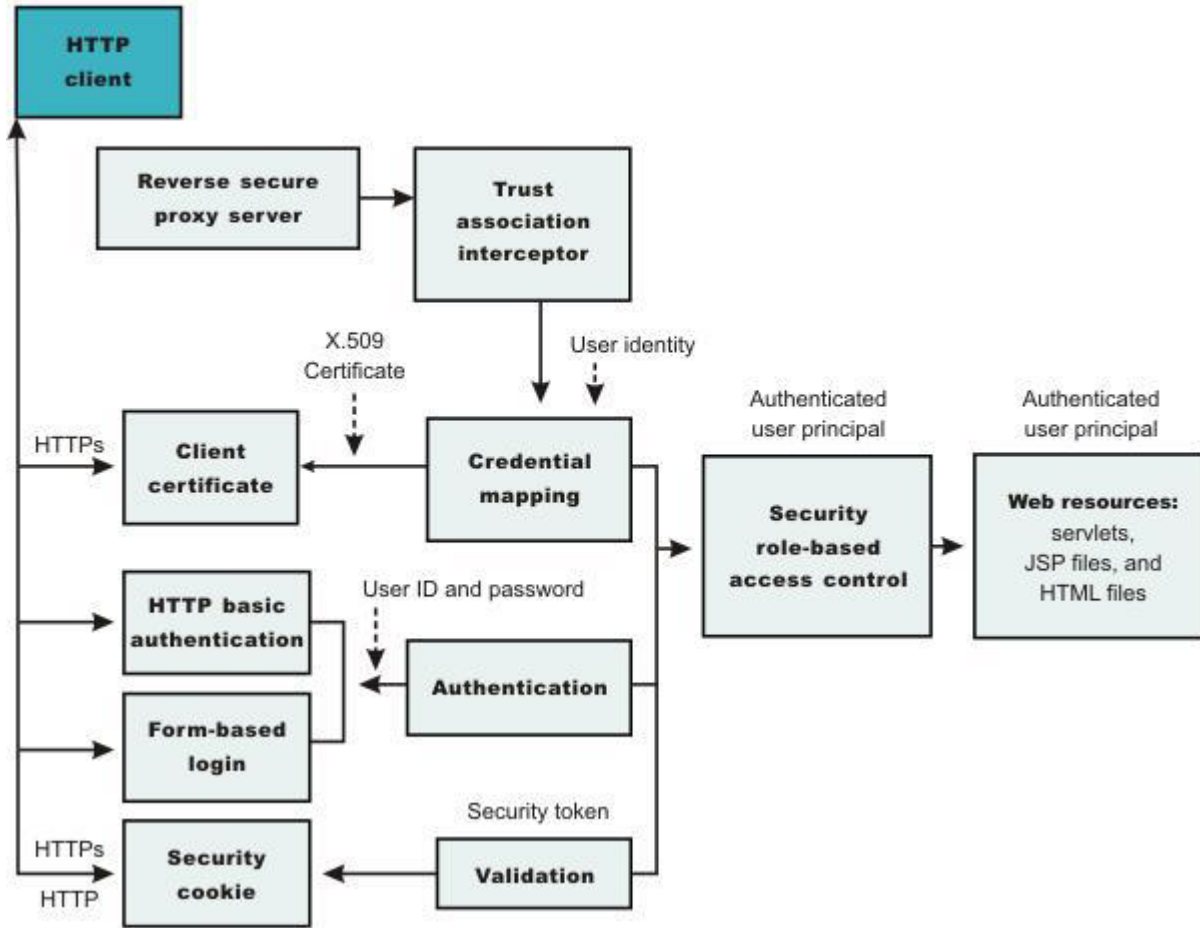 HTTP
client
Reverse secure
proxy server
Trust
association
interceptor
X.509
Certificate
User identity
HTTPs
Client
certificate
Credential
mapping
Authenticated
user principal
Security
role-based
access control
Authenticated
user principal
Web resources:
servlets,
JSP files, and
HTML files
HTTP basic
authentication
User ID and password
Authentication
Form-based
login
Security token
HTTPs
HTTP
Security
cookie
Validation